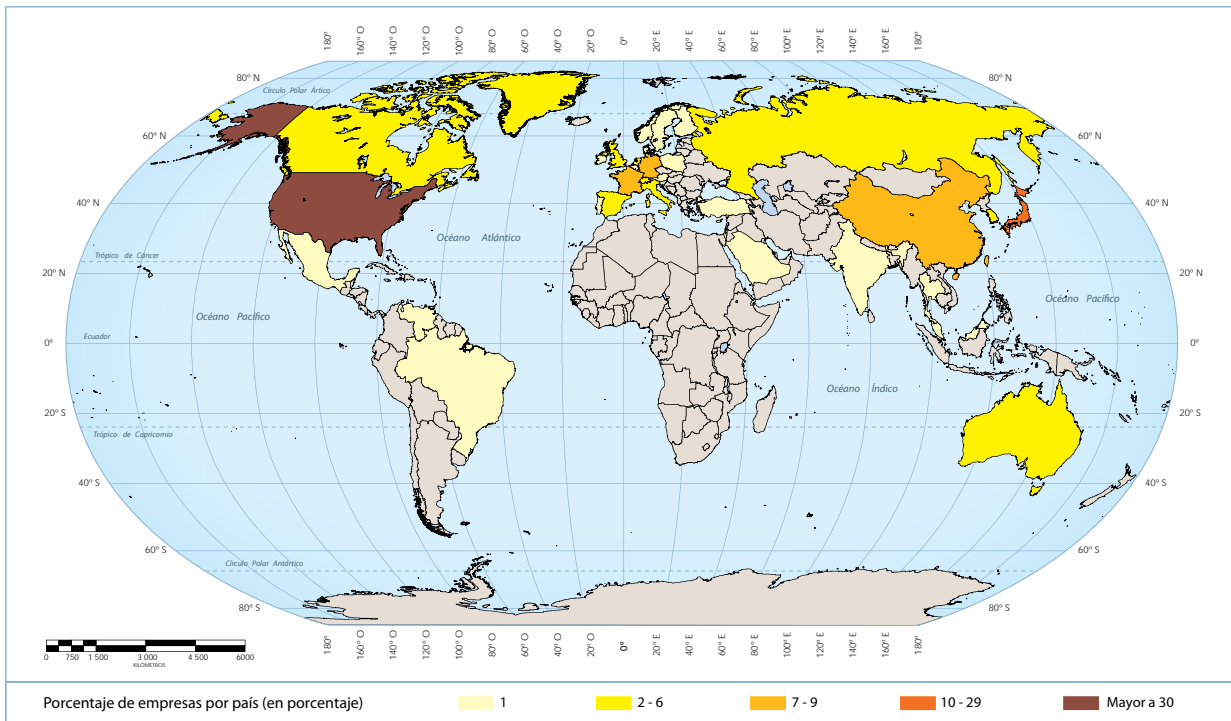 180° 160° O 140° O 120° O 100° O 80° O 60° O 40° O 20° O 0° 20° E 40° E 60° E 80° E 100° E 120° E 140° E 160° E 180°
80° N 80° N
Círculo Polar Ártico
60° N 60° N
40° N 40° N
Océano Atlántico
Trópico de Cáncer
20° N 20° N
Océano Pacífico
Océano Pacífico
Ecuador
0° 0°
Océano Índico
20° S 20° S
Trópico de Capricornio
40° S 40° S
60° S 60° S
Círculo Polar Antártico
80° S 80° S
180° 160° O 140° O 120° O 100° O 80° O 60° O 40° O 20° O 0° 20° E 40° E 60° E 80° E 100° E 120° E 140° E 160° E 180°
0 750 1 500 3 000 4 500 6000
KILÓMETROS
Porcentaje de empresas por país (en porcentaje) 1 2 - 6 7 - 9 10 - 29 Mayor a 30